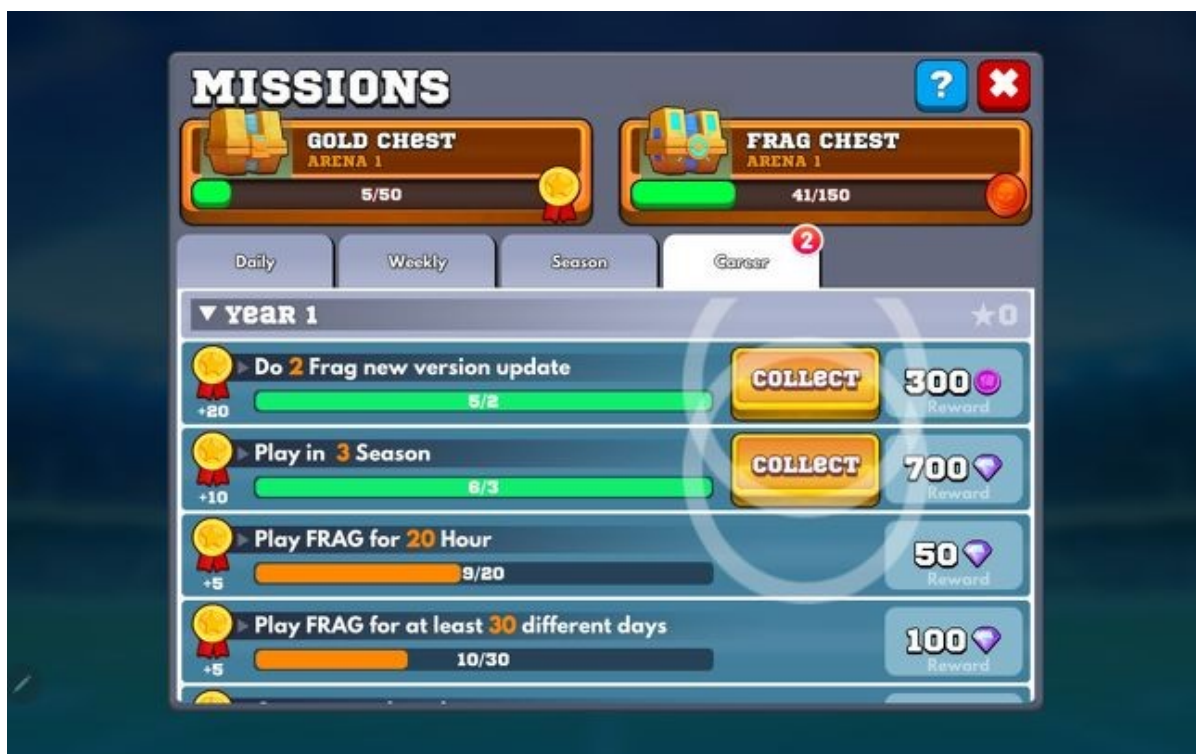 MISSIONS
?
GOLD CHEST
ARENA 1
5/50
FRAG CHEST
ARENA 1
41/150
Daily
Weekly
Season
Career
2
YEAR 1
0
Do 2 Frag new version update
+20
5/2
COLLECT
300
Reward
Play in 3 Season
+10
6/3
COLLECT
700
Reward
Play FRAG for 20 Hour
+5
9/20
50
Reward
Play FRAG for at least 30 different days
+5
10/30
100
Reward